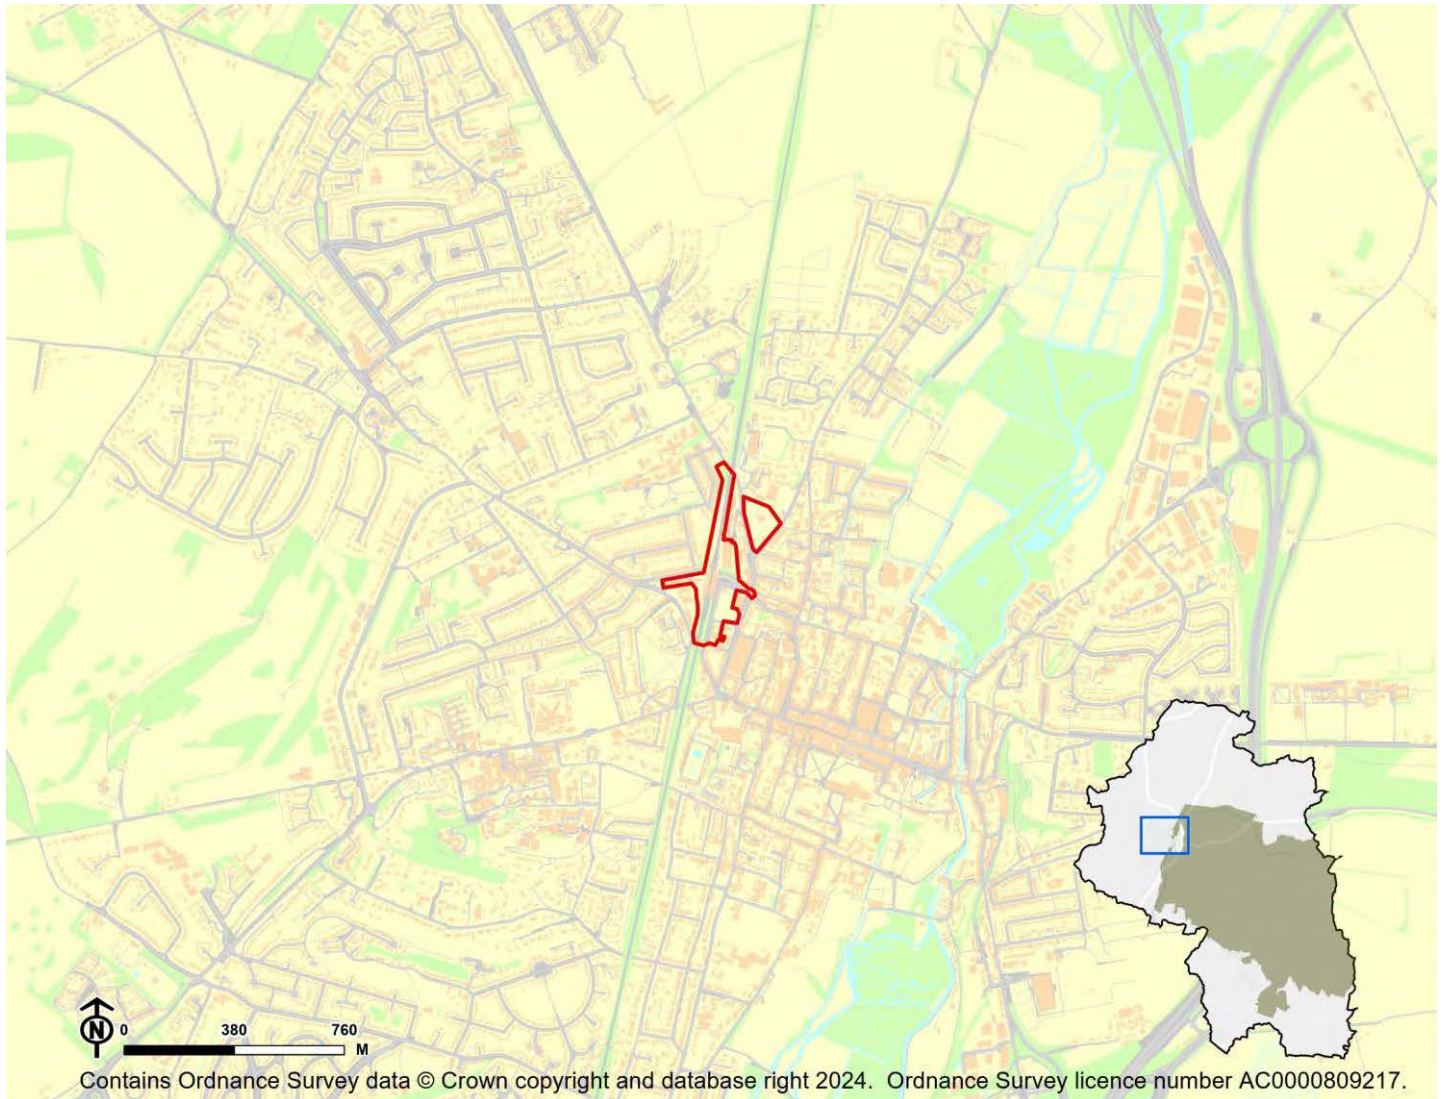 N
0 380 760
M
Contains Ordnance Survey data © Crown copyright and database right 2024. Ordnance Survey licence number AC0000809217.